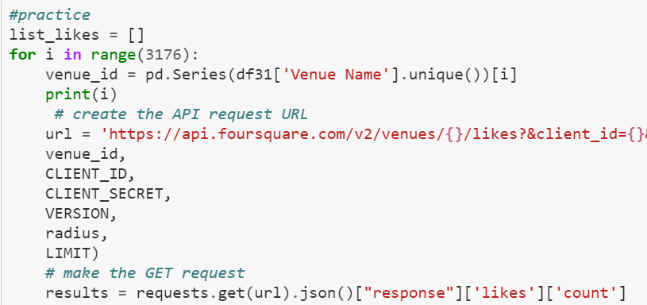 #practice
list_likes = []
for i in range(3176):
venue_id = pd.Series(df31['Venue Name'].unique())[i]
print(i)
# create the API request URL
url = 'https://api.foursquare.com/v2/venues/{}/likes?&client_id={}&
venue_id,
CLIENT_ID,
CLIENT_SECRET,
VERSION,
radius,
LIMIT)
# make the GET request
results = requests.get(url).json()["response"]['likes']['count']